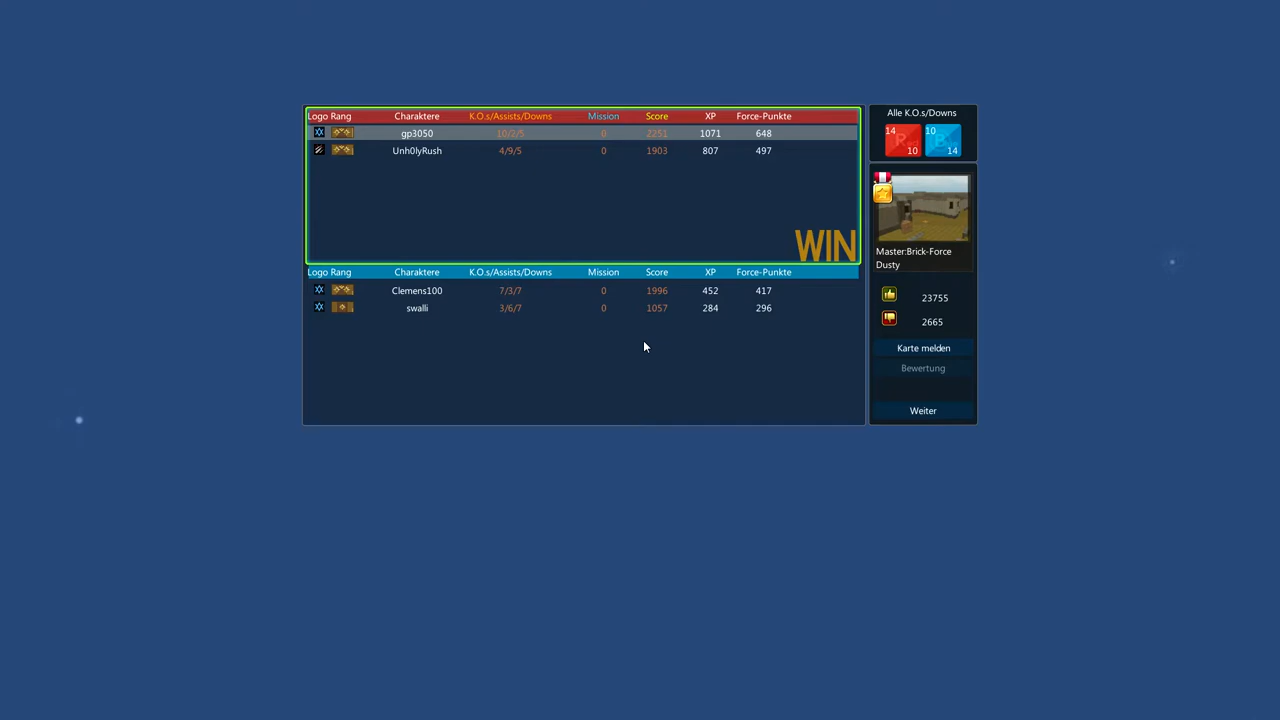 Logo Rang Charaktere K.O.s/Assists/Downs Mission Score XP Force-Punkte
gp3050 10/2/5 0 2251 1071 648
Unh0lyRush 4/9/5 0 1903 807 497
WIN
Logo Rang Charaktere K.O.s/Assists/Downs Mission Score XP Force-Punkte
Clemens100 7/3/7 0 1996 452 417
swalli 3/6/7 0 1057 284 296
Alle K.O.s/Downs
14 10
10 14
Master:Brick-Force
Dusty
23755
2665
Karte melden
Bewertung
Weiter